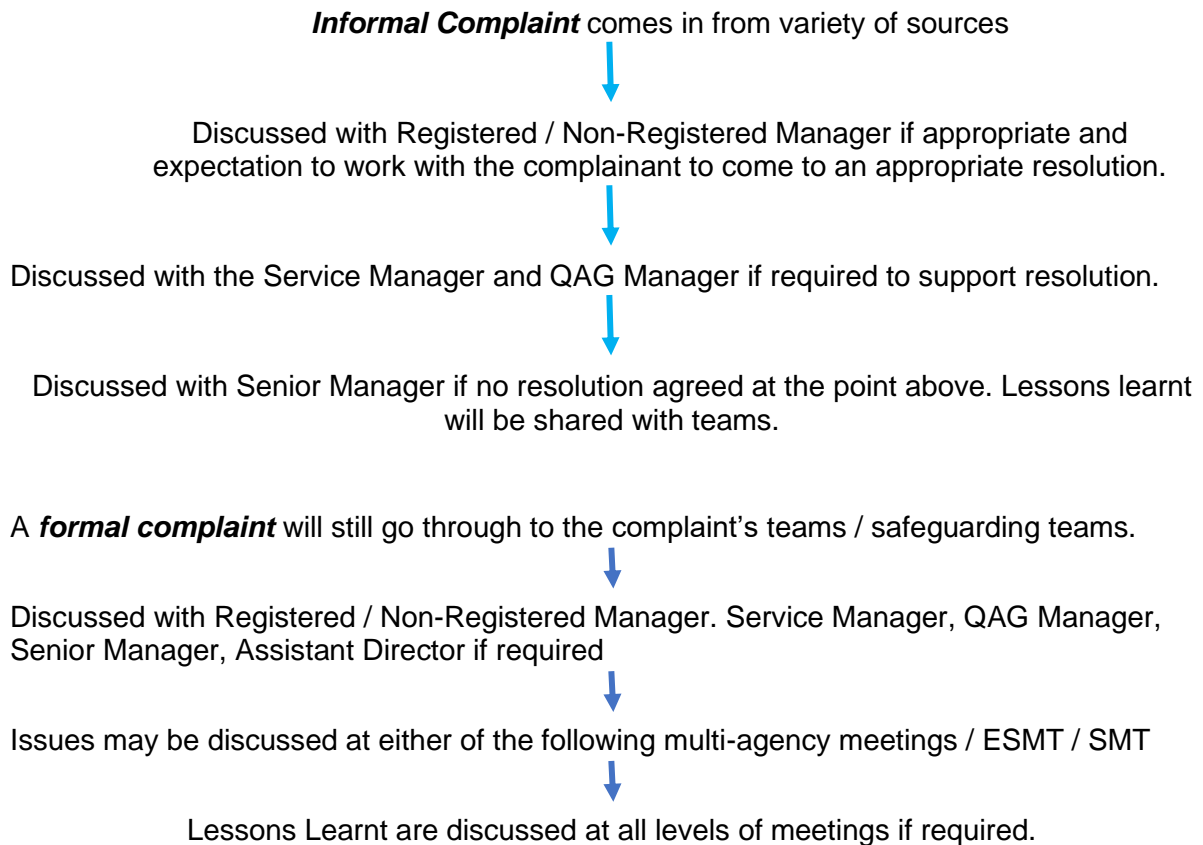 Informal Complaint comes in from variety of sources
Discussed with Registered / Non-Registered Manager if appropriate and
expectation to work with the complainant to come to an appropriate resolution.
Discussed with the Service Manager and QAG Manager if required to support resolution.
Discussed with Senior Manager if no resolution agreed at the point above. Lessons learnt
will be shared with teams.
A formal complaint will still go through to the complaint’s teams / safeguarding teams.
Discussed with Registered / Non-Registered Manager. Service Manager, QAG Manager,
Senior Manager, Assistant Director if required
Issues may be discussed at either of the following multi-agency meetings / ESMT / SMT
Lessons Learnt are discussed at all levels of meetings if required.